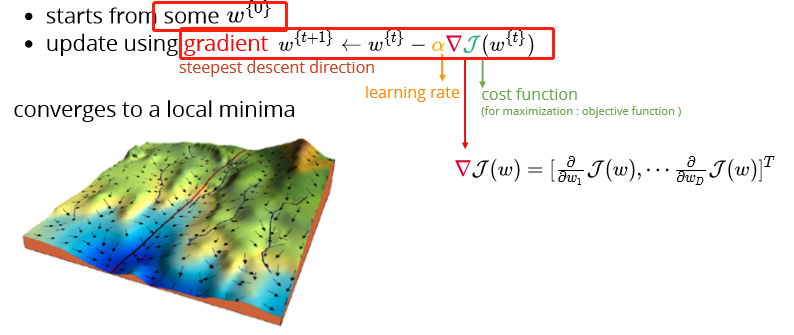 • starts from some w^{0}
• update using gradient w^{t+1} ← w^{t} − α∇𝒥(w^{t})
steepest descent direction
learning rate
cost function
(for maximization : objective function )
converges to a local minima
∇𝒥(w) = [∂/∂w₁ 𝒥(w), ⋯ ∂/∂w_D 𝒥(w)]^T